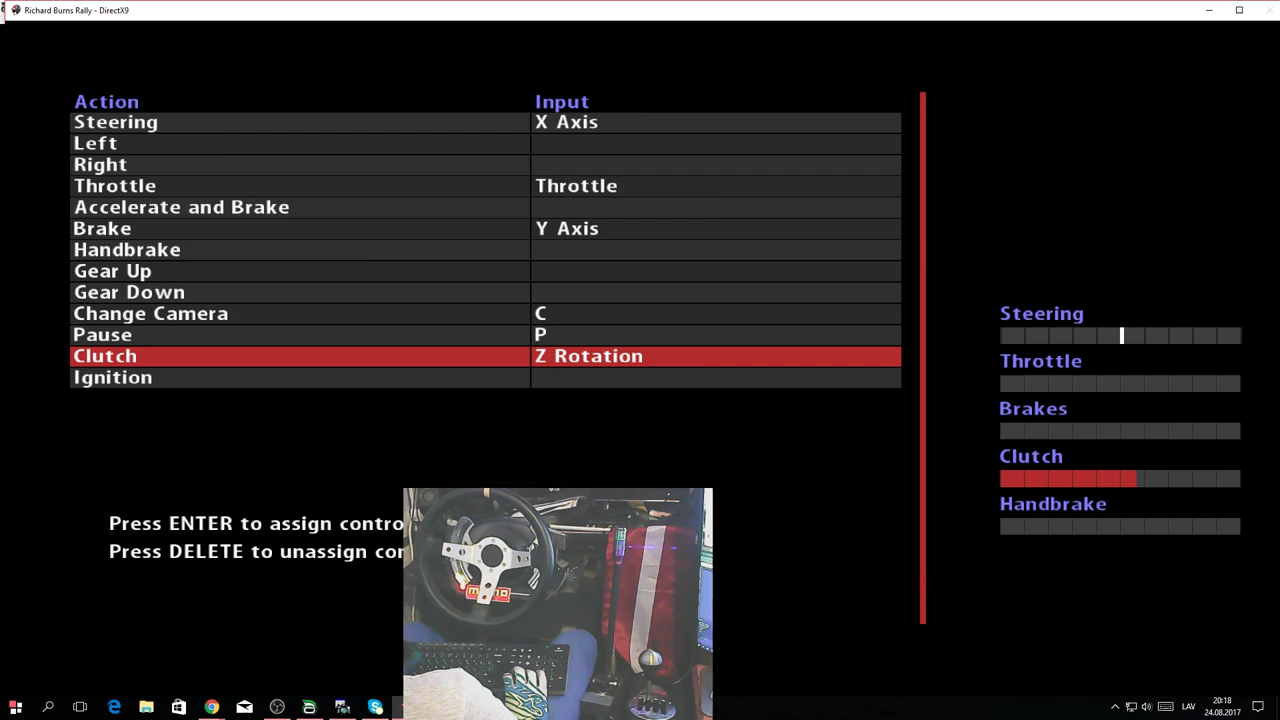 Richard Burns Rally - DirectX9
Action Input
Steering X Axis
Left
Right
Throttle Throttle
Accelerate and Brake
Brake Y Axis
Handbrake
Gear Up
Gear Down
Change Camera C
Pause P
Clutch Z Rotation
Ignition
Steering
Throttle
Brakes
Clutch
Handbrake
Press ENTER to assign contro
Press DELETE to unassign cor
LAV
20:18
24.08.2017